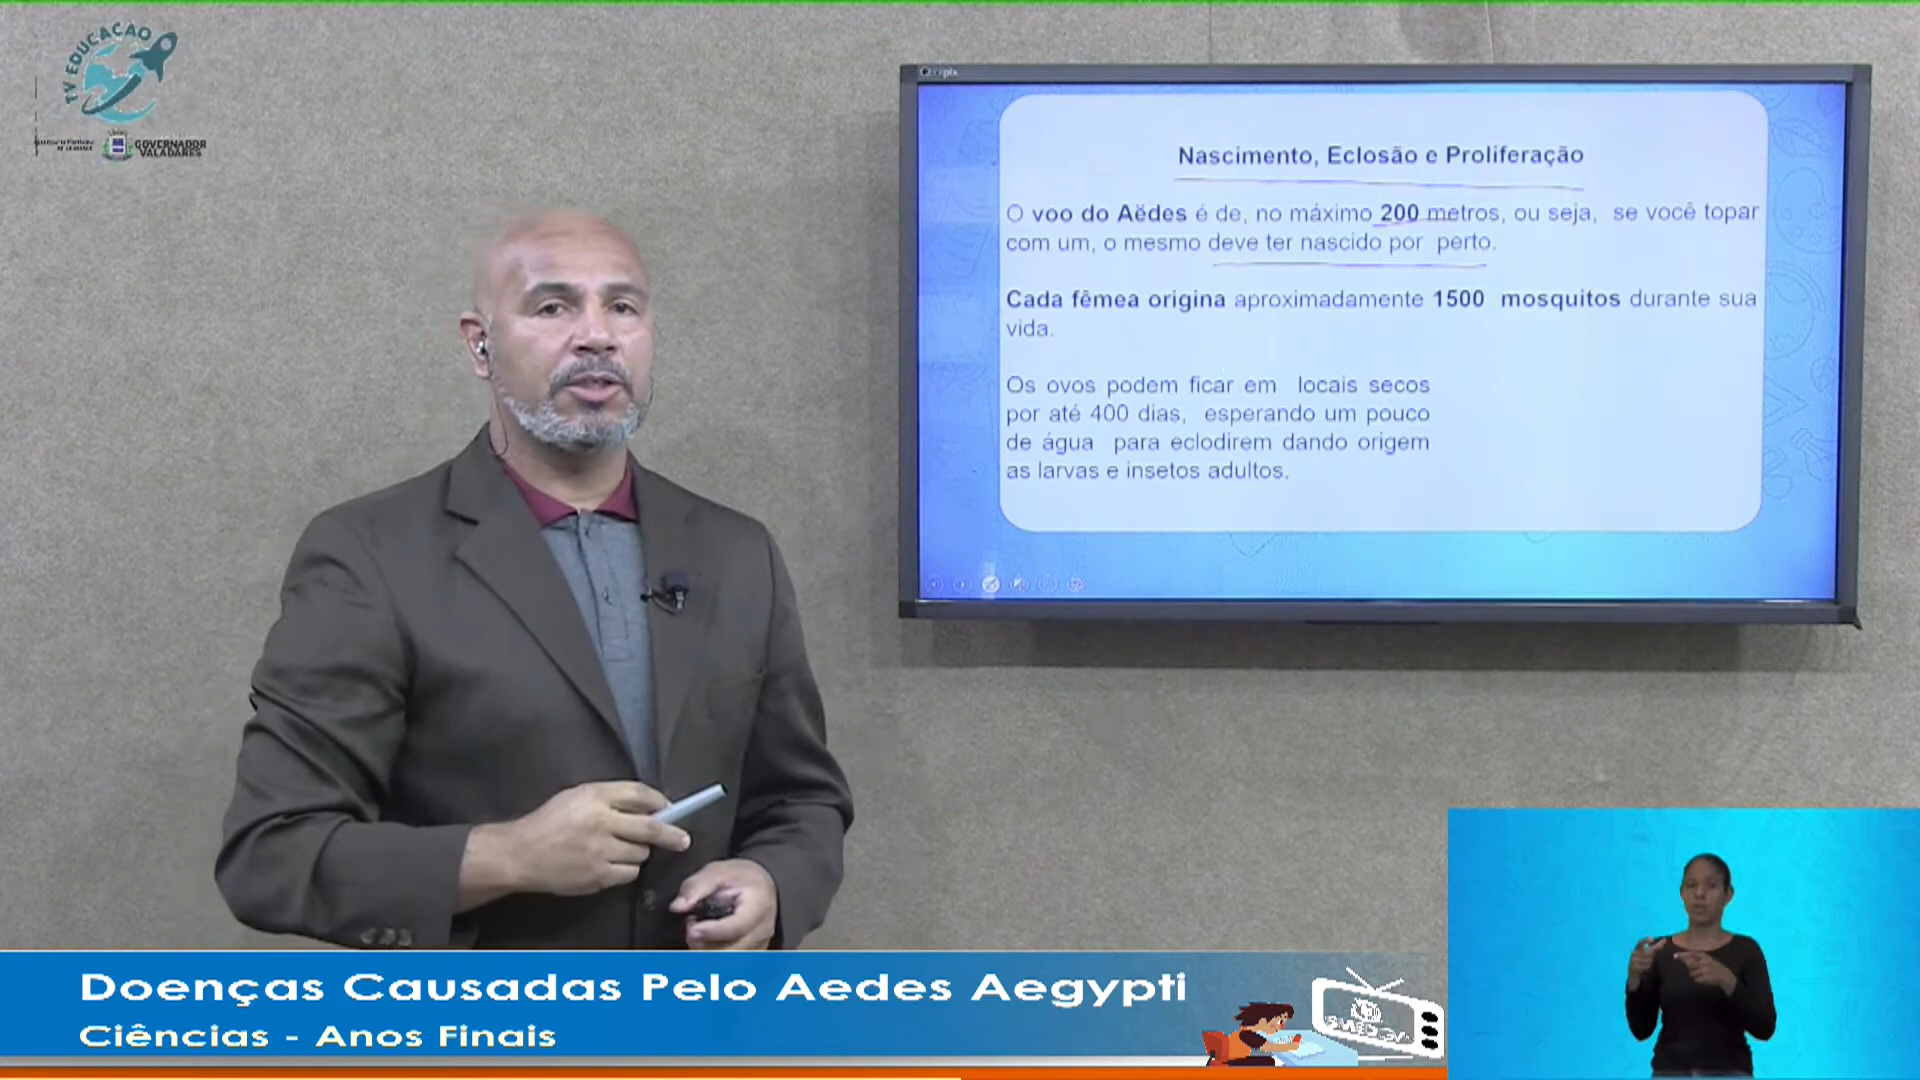 TV EDUCAÇÃO
GOVERNADOR
VALADARES
Nascimento, Eclosão e Proliferação
O voo do Aëdes é de, no máximo 200 metros, ou seja, se você topar
com um, o mesmo deve ter nascido por perto.
Cada fêmea origina aproximadamente 1500 mosquitos durante sua
vida.
Os ovos podem ficar em locais secos
por até 400 dias, esperando um pouco
de água para eclodirem dando origem
as larvas e insetos adultos.
Doenças Causadas Pelo Aedes Aegypti
Ciências - Anos Finais